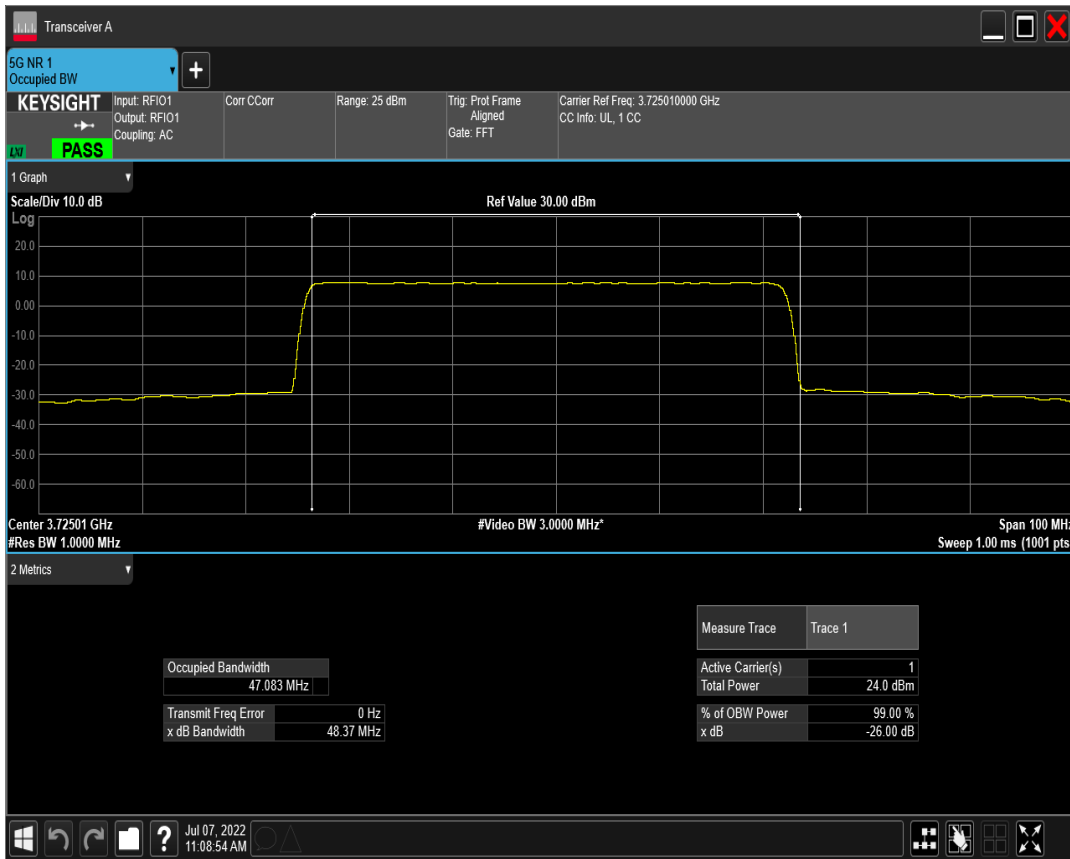 Transceiver A
5G NR 1
Occupied BW
KEYSIGHT
LXI
PASS
Input: RFIO1
Output: RFIO1
Coupling: AC
Corr CCorr
Range: 25 dBm
Trig: Prot Frame
Aligned
Gate: FFT
Carrier Ref Freq: 3.725010000 GHz
CC Info: UL, 1 CC
1 Graph
Scale/Div 10.0 dB
Ref Value 30.00 dBm
Log
20.0
10.0
0.00
-10.0
-20.0
-30.0
-40.0
-50.0
-60.0
Center 3.72501 GHz
#Video BW 3.0000 MHz*
Span 100 MHz
#Res BW 1.0000 MHz
Sweep 1.00 ms (1001 pts
2 Metrics
Measure Trace Trace 1
Occupied Bandwidth
47.083 MHz
Transmit Freq Error 0 Hz
x dB Bandwidth 48.37 MHz
Active Carrier(s) 1
Total Power 24.0 dBm
% of OBW Power 99.00 %
x dB -26.00 dB
?
Jul 07, 2022
11:08:54 AM